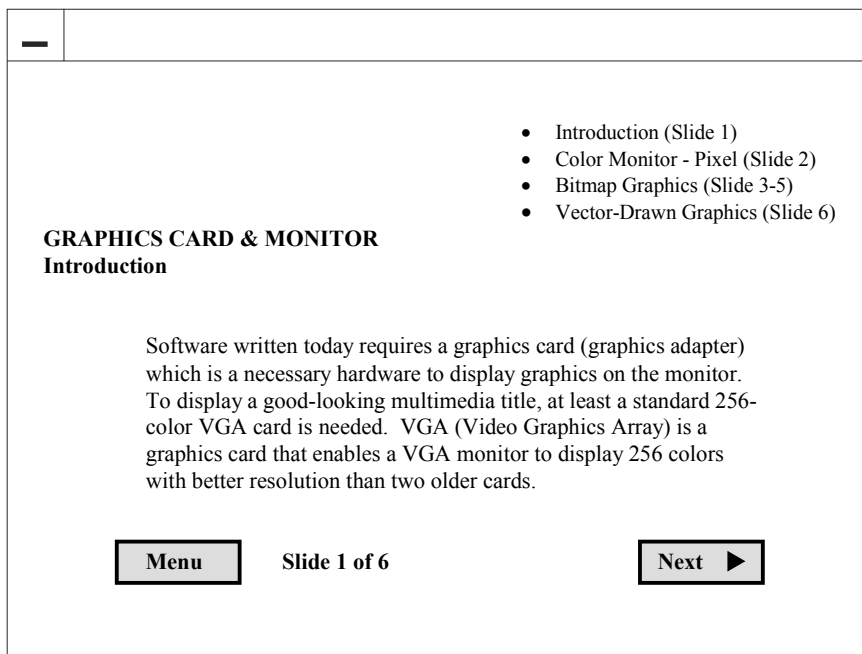 • Introduction (Slide 1)
• Color Monitor - Pixel (Slide 2)
• Bitmap Graphics (Slide 3-5)
• Vector-Drawn Graphics (Slide 6)
GRAPHICS CARD & MONITOR
Introduction
Software written today requires a graphics card (graphics adapter)
which is a necessary hardware to display graphics on the monitor.
To display a good-looking multimedia title, at least a standard 256-
color VGA card is needed.  VGA (Video Graphics Array) is a
graphics card that enables a VGA monitor to display 256 colors
with better resolution than two older cards.
Menu Slide 1 of 6 Next